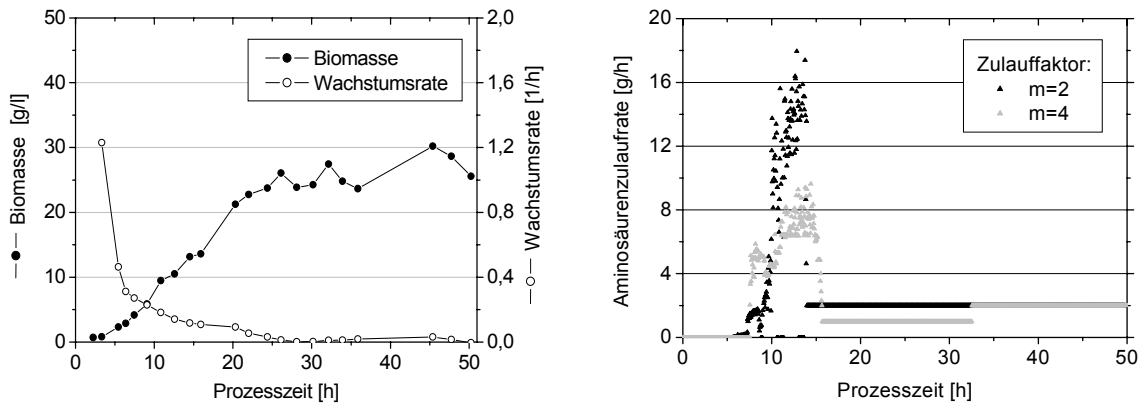 50
40
30
20
10
0
Biomasse [g/l]
2,0
1,6
1,2
0,8
0,4
0,0
Wachstumsrate [1/h]
Biomasse
Wachstumsrate
0 10 20 30 40 50
Prozesszeit [h]
20
16
12
8
4
0
Aminosäurenzulaufrate [g/h]
Zulauffaktor:
m=2
m=4
0 10 20 30 40 50
Prozesszeit [h]